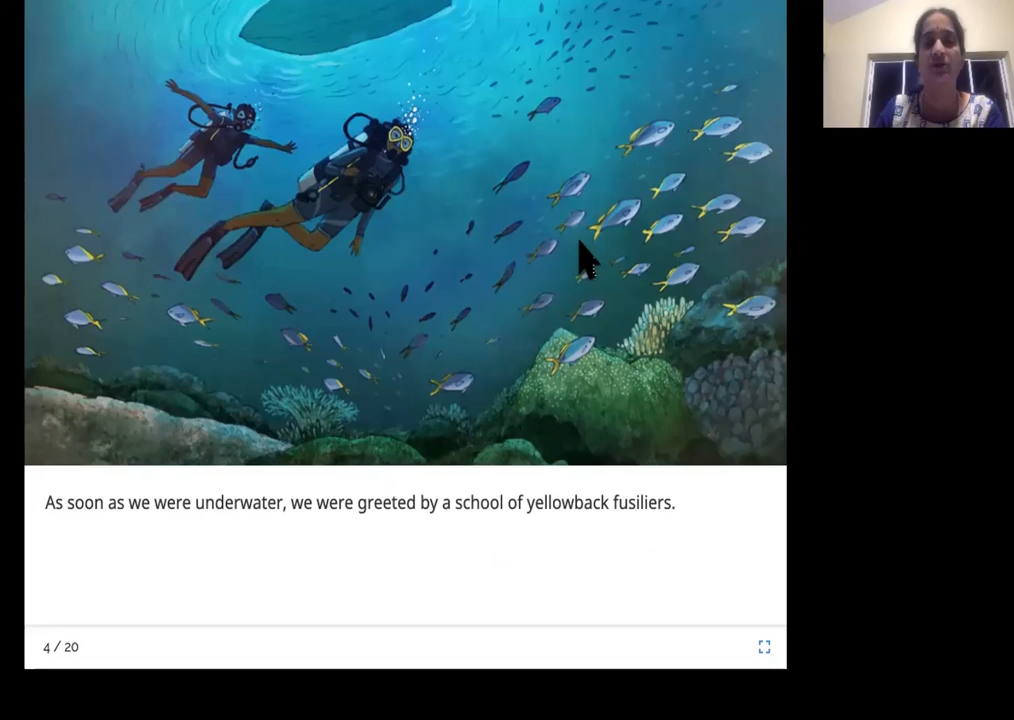 As soon as we were underwater, we were greeted by a school of yellowback fusiliers.
4 / 20